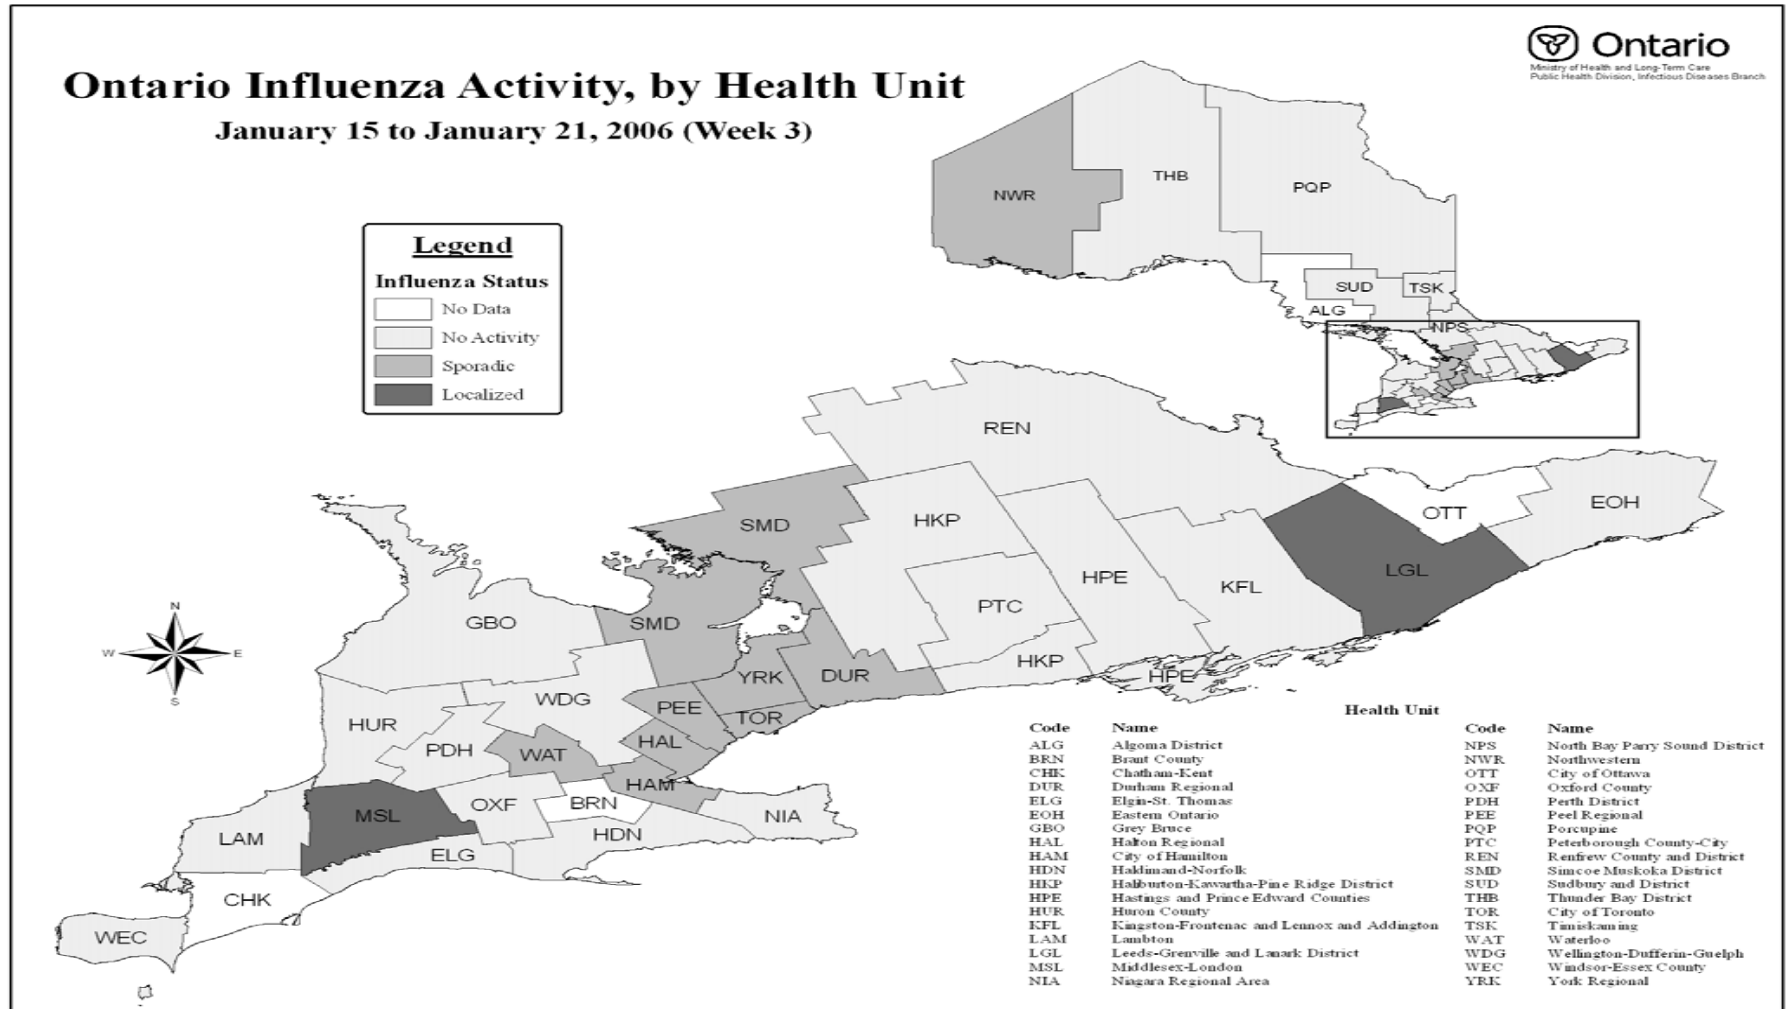 Ontario
Ministry of Health and Long-Term Care
Public Health Division, Infectious Diseases Branch
Ontario Influenza Activity, by Health Unit
January 15 to January 21, 2006 (Week 3)
Legend
Influenza Status
No Data
No Activity
Sporadic
Localized
NWR
THB
PQP
SUD
TSK
ALG
NPS
REN
SMD
HKP
OTT
EOH
LGL
HPE
KFL
PTC
GBO
SMD
HKP
HPE
YRK
DUR
WDG
PEE
TOR
HUR
PDH
WAT
HAL
HAM
MSL
OXF
BRN
NIA
LAM
HDN
ELG
CHK
WEC
N
W
E
S
Health Unit
Code Name
ALG Algoma District
BRN Brant County
CHK Chatham-Kent
DUR Durham Regional
ELG Elgin-St. Thomas
EOH Eastern Ontario
GBO Grey Bruce
HAL Halton Regional
HAM City of Hamilton
HDN Haldimand-Norfolk
HKP Haliburton-Kawartha-Pine Ridge District
HPE Hastings and Prince Edward Counties
HUR Huron County
KFL Kingston-Frontenac and Lennox and Addington
LAM Lambton
LGL Leeds-Grenville and Lanark District
MSL Middlesex-London
NIA Niagara Regional Area
Code Name
NPS North Bay Parry Sound District
NWR Northwestern
OTT City of Ottawa
OXF Oxford County
PDH Perth District
PEE Peel Regional
PQP Porcupine
PTC Peterborough County-City
REN Renfrew County and District
SMD Simcoe Muskoka District
SUD Sudbury and District
THB Thunder Bay District
TOR City of Toronto
TSK Timiskaming
WAT Waterloo
WDG Wellington-Dufferin-Guelph
WEC Windsor-Essex County
YRK York Regional